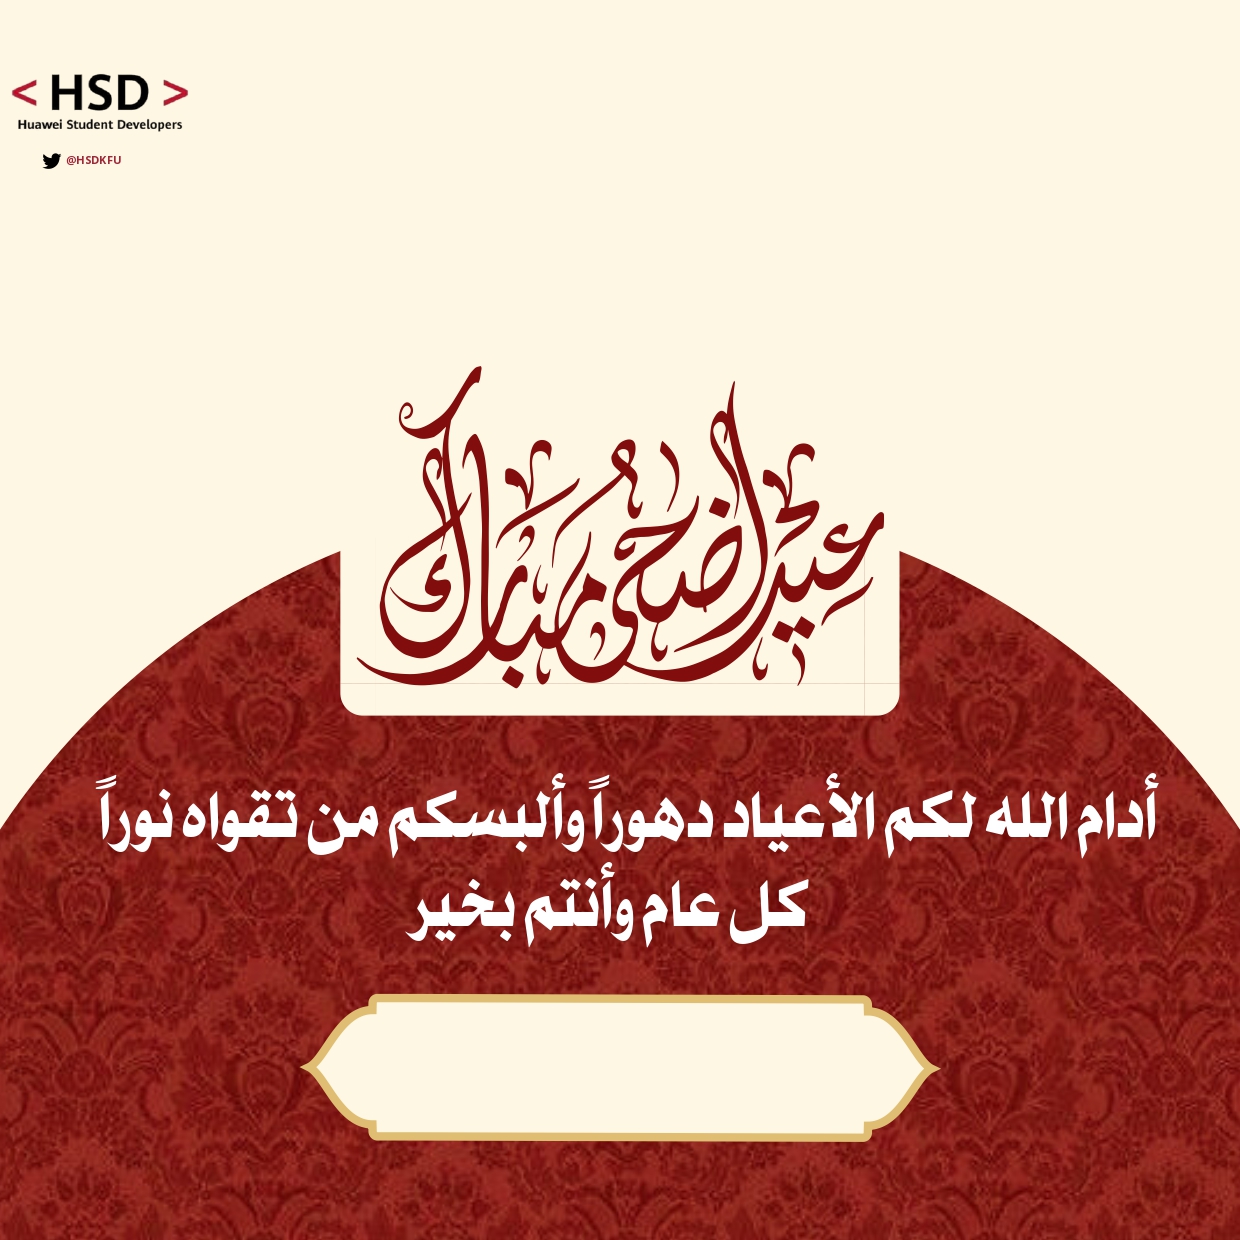 < HSD >
Huawei Student Developers
@HSDKFU
عيد اضحى مبارك
أدام الله لكم الأعياد دهوراً وألبسكم من تقواه نوراً
كل عام وأنتم بخير